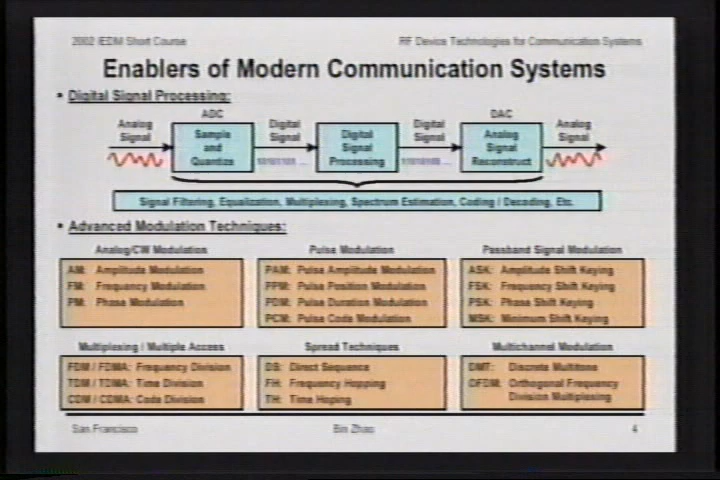 2002 IEDM Short Course
RF Device Technologies for Communication Systems
Enablers of Modern Communication Systems
• Digital Signal Processing:
ADC
DAC
Analog Signal
Sample and Quantize
Digital Signal
Digital Signal Processing
Digital Signal
Analog Signal Reconstruct
Analog Signal
Signal Filtering, Equalization, Multiplexing, Spectrum Estimation, Coding / Decoding, Etc.
• Advanced Modulation Techniques:
Analog/CW Modulation
AM: Amplitude Modulation
FM: Frequency Modulation
PM: Phase Modulation
Pulse Modulation
PAM: Pulse Amplitude Modulation
PPM: Pulse Position Modulation
PDM: Pulse Duration Modulation
PCM: Pulse Code Modulation
Passband Signal Modulation
ASK: Amplitude Shift Keying
FSK: Frequency Shift Keying
PSK: Phase Shift Keying
MSK: Minimum Shift Keying
Multiplexing / Multiple Access
FDM / FDMA: Frequency Division
TDM / TDMA: Time Division
CDM / CDMA: Code Division
Spread Techniques
DS: Direct Sequence
FH: Frequency Hopping
TH: Time Hoping
Multichannel Modulation
DMT: Discrete Multitone
OFDM: Orthogonal Frequency
Division Multiplexing
San Francisco
Bin Zhao
4